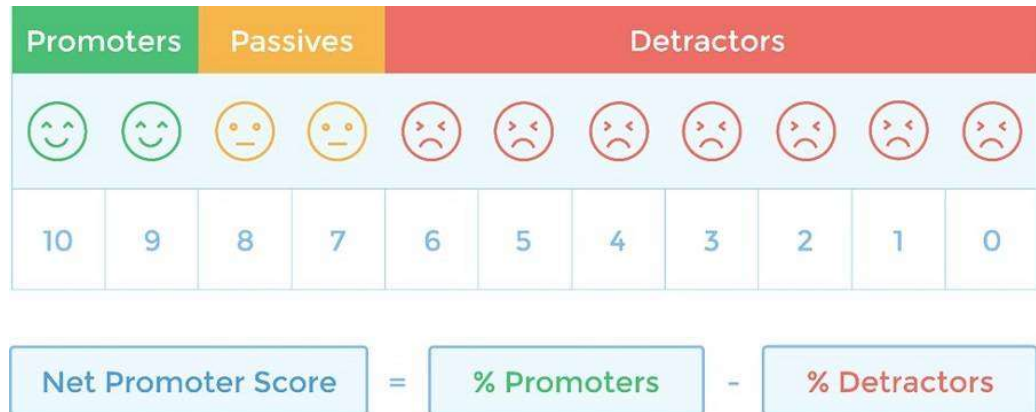 Promoters Passives Detractors
10 9 8 7 6 5 4 3 2 1 0
Net Promoter Score = % Promoters - % Detractors